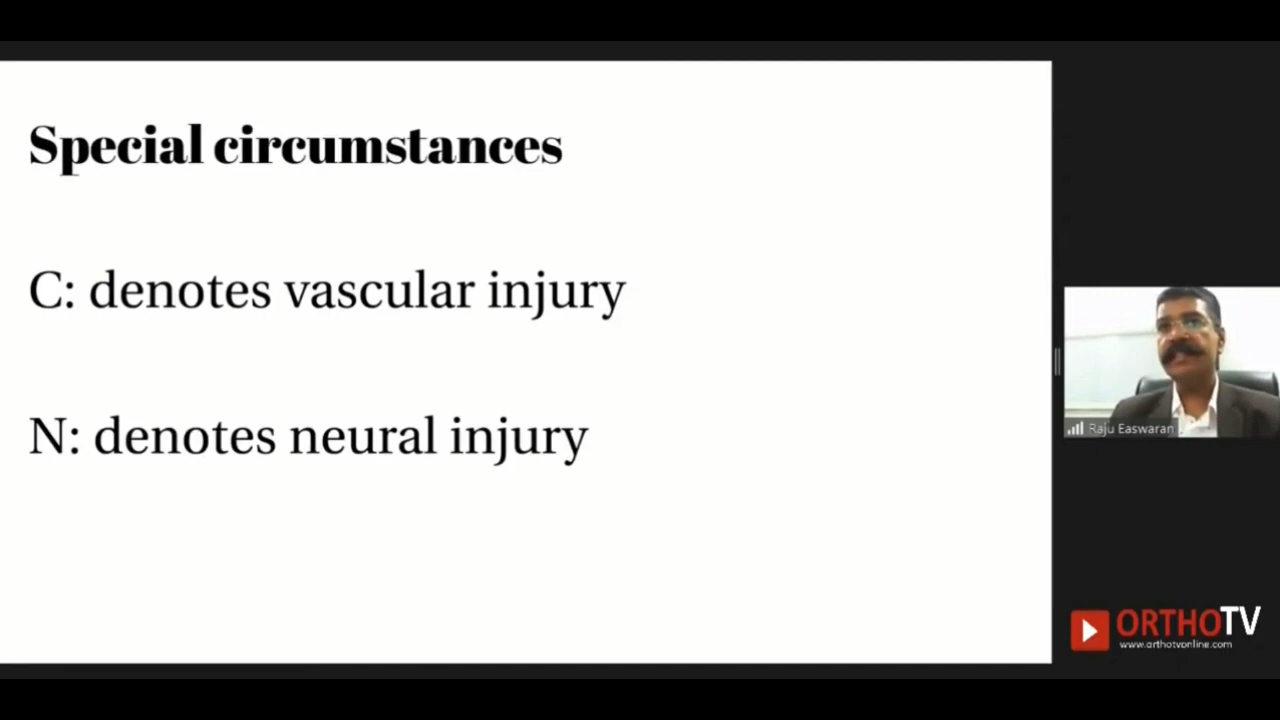 Special circumstances
C: denotes vascular injury
N: denotes neural injury
Raju Easwaran
ORTHOTV
www.orthotvonline.com